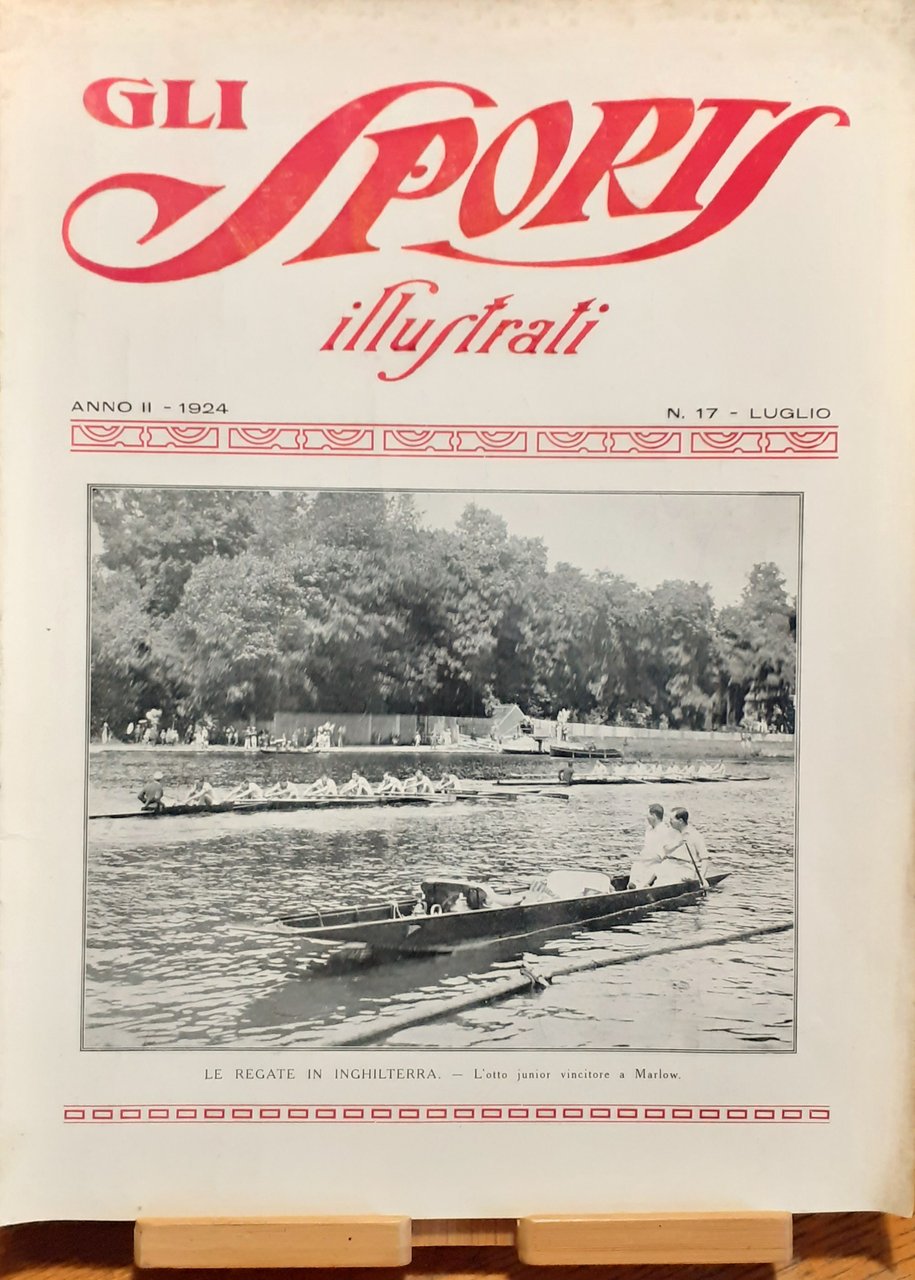 GLI SPORTS
illustrati
ANNO II - 1924
N. 17 - LUGLIO
LE REGATE IN INGHILTERRA. — L'otto junior vincitore a Marlow.